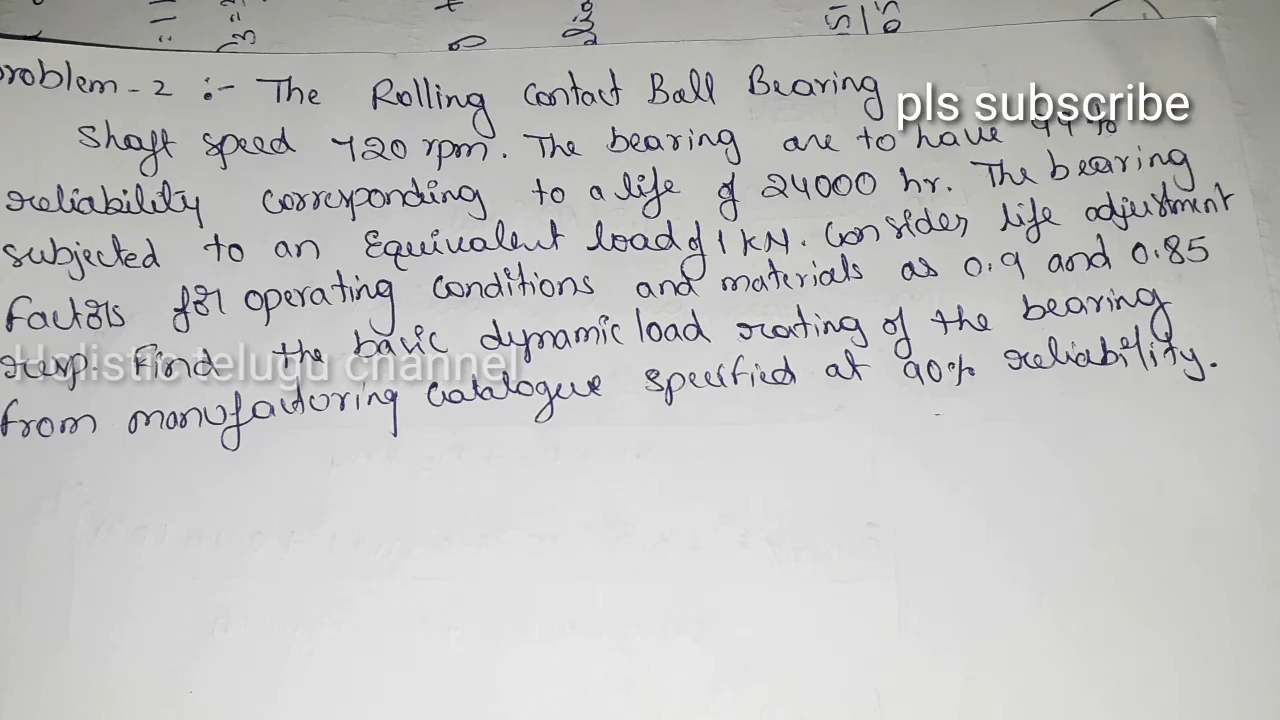 roblem-2 :- The Rolling Contact Ball Bearing
pls subscribe
Shaft speed 720 rpm. The bearing are to have 99%
reliability corresponding to a life of 24000 hr. The bearing
subjected to an Equivalent load of 1 KN. Consider life adjustment
factors for operating conditions and materials as 0.9 and 0.85
resp. Find the basic dynamic load rating of the bearing
Holistic telugu channel
from manufacturing catalogue specified at 90% reliability.